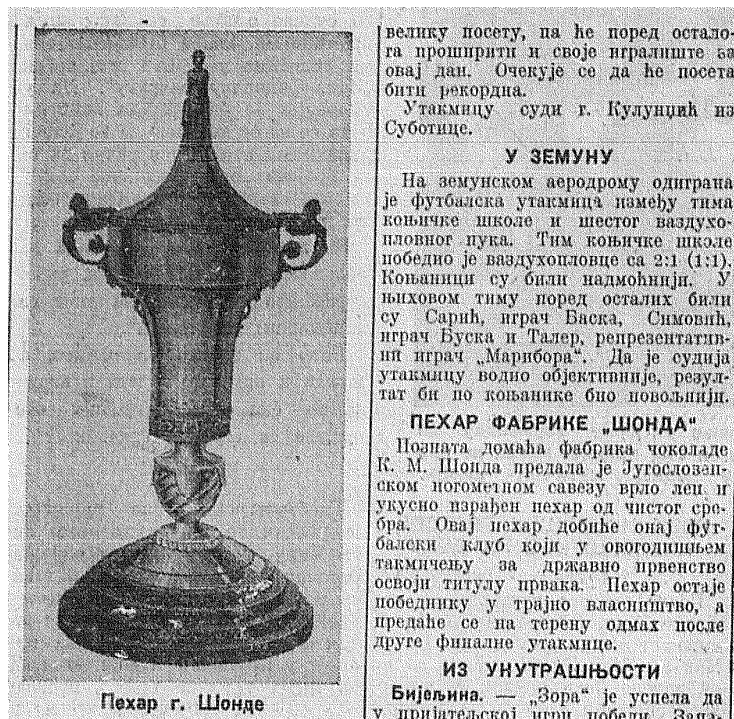 Пехар г. Шонде
велику посету, па ће поред остало-
га проширити и своје игралиште за
овај дан. Очекује се да ће посета
бити рекордна.
Утакмицу суди г. Кулунџић из
Суботице.
У ЗЕМУНУ
На земунском аеродрому одиграна
је футбалска утакмица између тима
коњичке школе и шестог ваздухо-
пловног пука. Тим коњичке школе
победио је ваздухопловце са 2:1 (1:1).
Коњаници су били надмоћнији. У
њиховом тиму поред осталих били
су Сарић, играч Баска, Симовић,
играч Вуска и Талер, репрезентатив-
ни играч „Марибора“. Да је судија
утакмицу водио објективније, резул-
тат би по коњанике био повољнији.
ПЕХАР ФАБРИКЕ „ШОНДА“
Позната домаћа фабрика чоколаде
К. М. Шонда предала је Југословен-
ском ногометном савезу врло леп и
укусно израђен пехар од чистог сре-
бра. Овај пехар добиће онај фут-
балски клуб који у овогодишњем
такмичењу за државно првенство
освоји титулу првака. Пехар остаје
победнику у трајно власништво, а
предаће се на терену одмах после
друге финалне утакмице.
ИЗ УНУТРАШЊОСТИ
Бијељина. — „Зора“ је успела да
у пријатељској игри победи